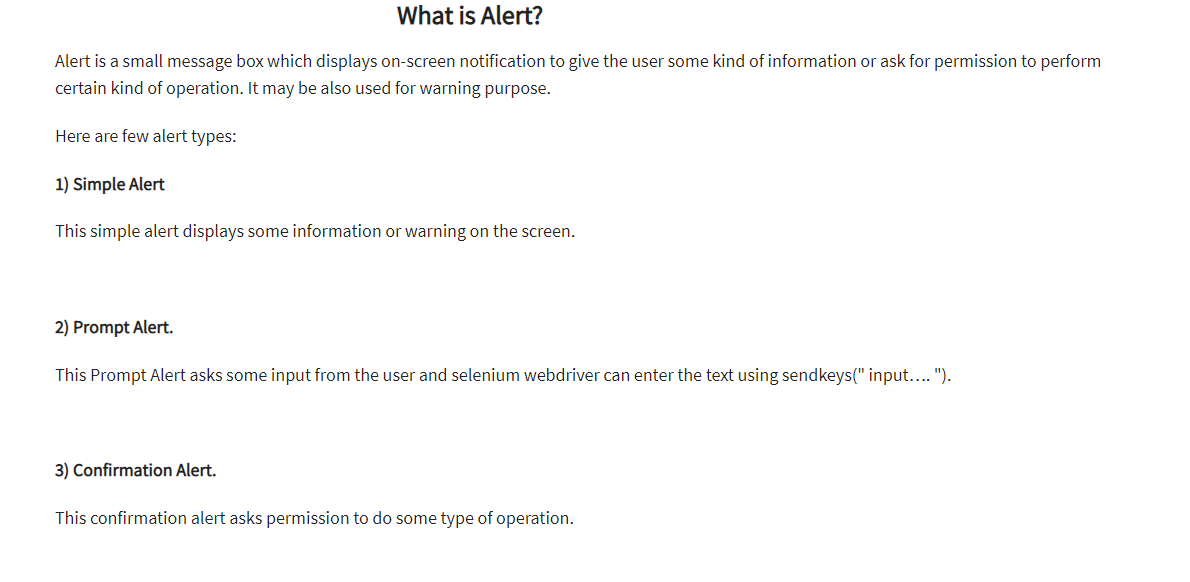 What is Alert?
Alert is a small message box which displays on-screen notification to give the user some kind of information or ask for permission to perform
certain kind of operation. It may be also used for warning purpose.
Here are few alert types:
1) Simple Alert
This simple alert displays some information or warning on the screen.
2) Prompt Alert.
This Prompt Alert asks some input from the user and selenium webdriver can enter the text using sendkeys(" input…. ").
3) Confirmation Alert.
This confirmation alert asks permission to do some type of operation.